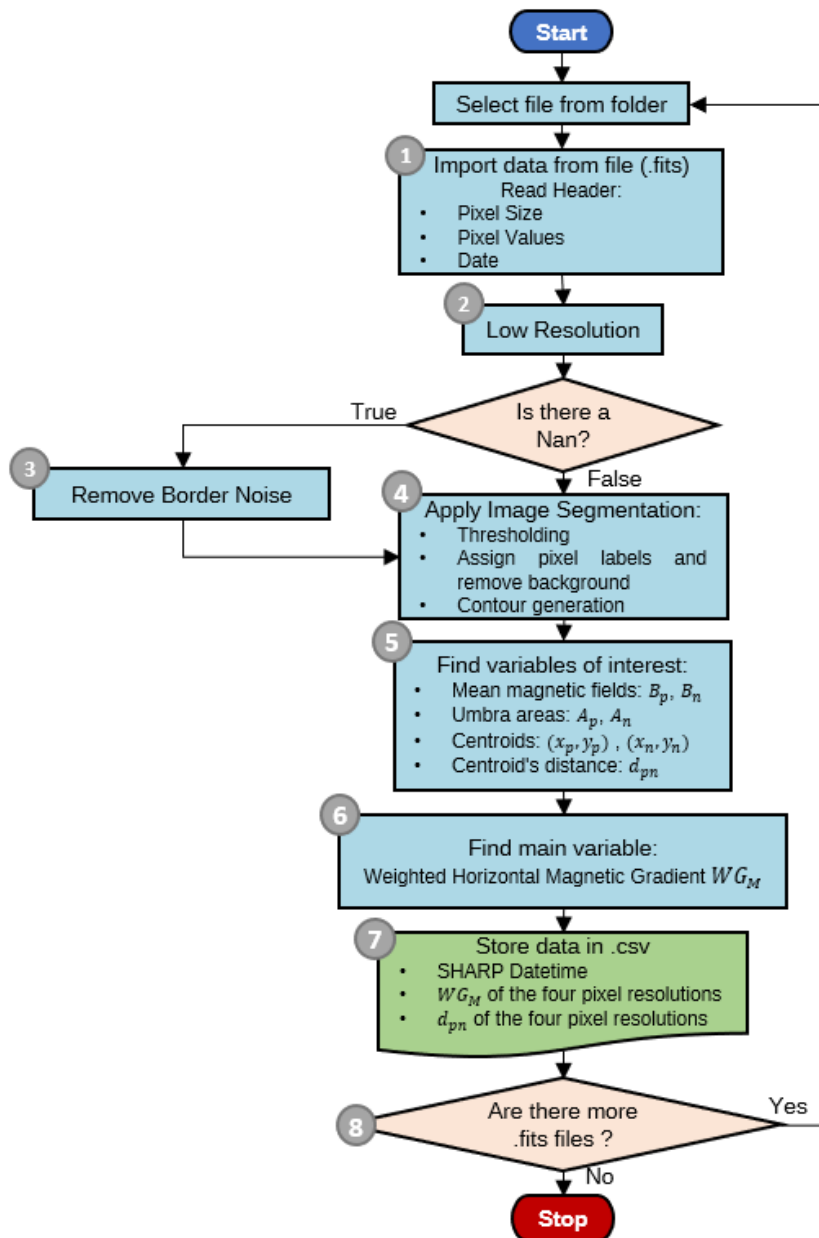 Start
Select file from folder
1
Import data from file (.fits)
Read Header:
• Pixel Size
• Pixel Values
• Date
2
Low Resolution
Is there a
Nan?
True
False
3
Remove Border Noise
4
Apply Image Segmentation:
• Thresholding
• Assign pixel labels and
remove background
• Contour generation
5
Find variables of interest:
• Mean magnetic fields: B_p, B_n
• Umbra areas: A_p, A_n
• Centroids: (x_p, y_p) , (x_n, y_n)
• Centroid's distance: d_pn
6
Find main variable:
Weighted Horizontal Magnetic Gradient WG_M
7
Store data in .csv
• SHARP Datetime
• WG_M of the four pixel resolutions
• d_pn of the four pixel resolutions
8
Are there more
.fits files ?
Yes
No
Stop